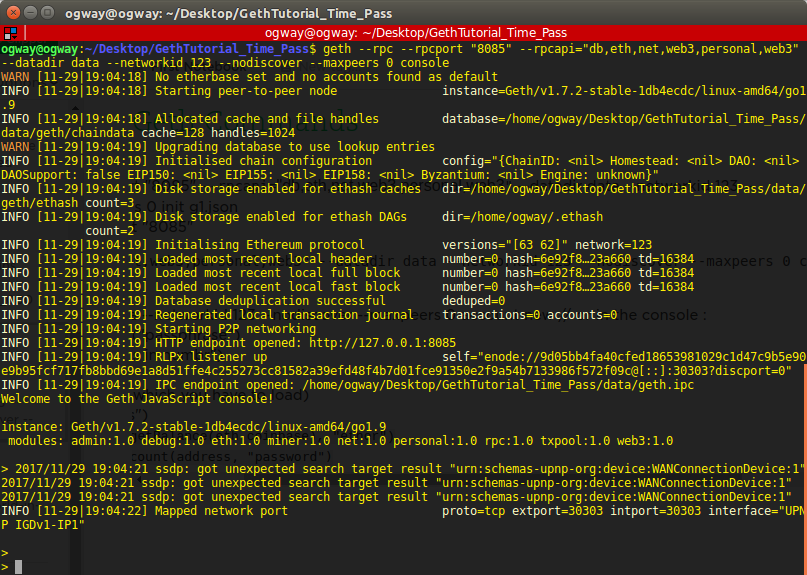 ogway@ogway: ~/Desktop/GethTutorial_Time_Pass
ogway@ogway: ~/Desktop/GethTutorial_Time_Pass
ogway@ogway:~/Desktop/GethTutorial_Time_Pass$ geth --rpc --rpcport "8085" --rpcapi="db,eth,net,web3,personal,web3"
--datadir data --networkid 123 --nodiscover --maxpeers 0 console
WARN [11-29|19:04:18] No etherbase set and no accounts found as default
INFO [11-29|19:04:18] Starting peer-to-peer node instance=Geth/v1.7.2-stable-1db4ecdc/linux-amd64/go1
.9
INFO [11-29|19:04:18] Allocated cache and file handles database=/home/ogway/Desktop/GethTutorial_Time_Pass/
data/geth/chaindata cache=128 handles=1024
WARN [11-29|19:04:19] Upgrading database to use lookup entries
INFO [11-29|19:04:19] Initialised chain configuration config="{ChainID: <nil> Homestead: <nil> DAO: <nil>
DAOSupport: false EIP150: <nil> EIP155: <nil> EIP158: <nil> Byzantium: <nil> Engine: unknown}"
INFO [11-29|19:04:19] Disk storage enabled for ethash caches dir=/home/ogway/Desktop/GethTutorial_Time_Pass/data/
geth/ethash count=3
INFO [11-29|19:04:19] Disk storage enabled for ethash DAGs dir=/home/ogway/.ethash
count=2
INFO [11-29|19:04:19] Initialising Ethereum protocol versions="[63 62]" network=123
INFO [11-29|19:04:19] Loaded most recent local header number=0 hash=6e92f8…23a660 td=16384
INFO [11-29|19:04:19] Loaded most recent local full block number=0 hash=6e92f8…23a660 td=16384
INFO [11-29|19:04:19] Loaded most recent local fast block number=0 hash=6e92f8…23a660 td=16384
INFO [11-29|19:04:19] Database deduplication successful deduped=0
INFO [11-29|19:04:19] Regenerated local transaction journal transactions=0 accounts=0
INFO [11-29|19:04:19] Starting P2P networking
INFO [11-29|19:04:19] HTTP endpoint opened: http://127.0.0.1:8085
INFO [11-29|19:04:19] RLPx listener up self="enode://9d05bb4fa40cfed18653981029c1d47c9b5e90
e9b95fcf717fb8bbd69e1a8d51ffe4c255273cc81582a39efd48f4b7d01fce91350e2f9a54b7133986f572f09c@[::]:30303?discport=0"
INFO [11-29|19:04:19] IPC endpoint opened: /home/ogway/Desktop/GethTutorial_Time_Pass/data/geth.ipc
Welcome to the Geth JavaScript console!
instance: Geth/v1.7.2-stable-1db4ecdc/linux-amd64/go1.9
modules: admin:1.0 debug:1.0 eth:1.0 miner:1.0 net:1.0 personal:1.0 rpc:1.0 txpool:1.0 web3:1.0
> 2017/11/29 19:04:21 ssdp: got unexpected search target result "urn:schemas-upnp-org:device:WANConnectionDevice:1"
2017/11/29 19:04:21 ssdp: got unexpected search target result "urn:schemas-upnp-org:device:WANConnectionDevice:1"
2017/11/29 19:04:21 ssdp: got unexpected search target result "urn:schemas-upnp-org:device:WANConnectionDevice:1"
INFO [11-29|19:04:22] Mapped network port proto=tcp extport=30303 intport=30303 interface="UPN
P IGDv1-IP1"
>
>